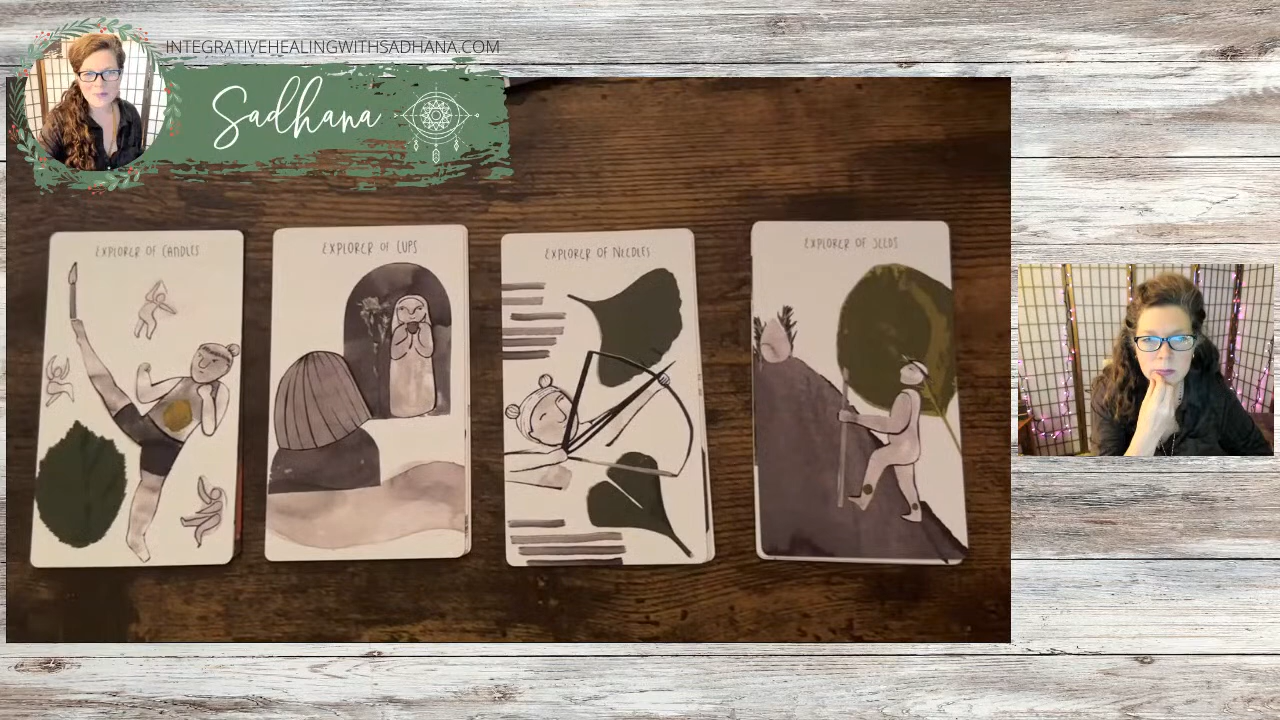 INTEGRATIVEHEALINGWITHSADHANA.COM
Sadhana
EXPLORER OF CANDLES
EXPLORER OF CUPS
EXPLORER OF NEEDLES
EXPLORER OF SEEDS